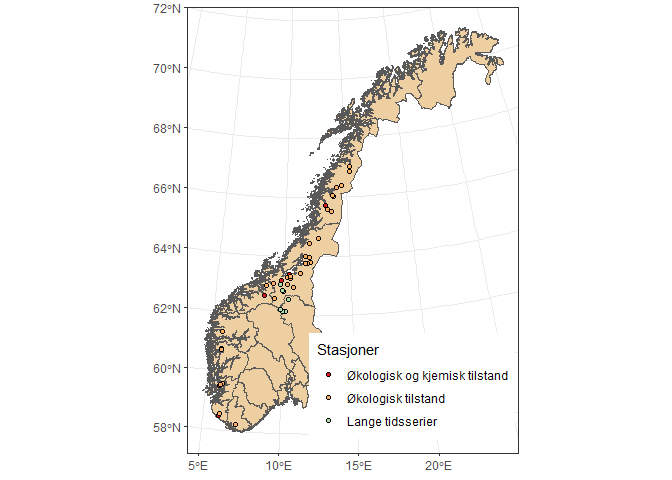 72°N
70°N
68°N
66°N
64°N
62°N
60°N
58°N
Stasjoner
Økologisk og kjemisk tilstand
Økologisk tilstand
Lange tidsserier
5°E 10°E 15°E 20°E